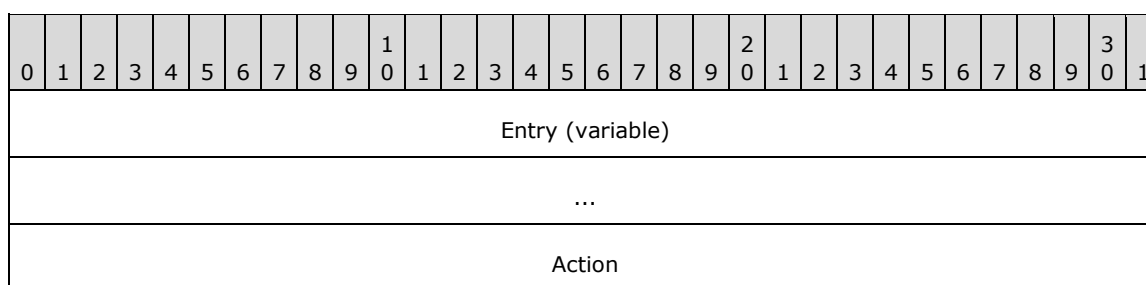 1 2 3
0 1 2 3 4 5 6 7 8 9 0 1 2 3 4 5 6 7 8 9 0 1 2 3 4 5 6 7 8 9 0 1
Entry (variable)
...
Action